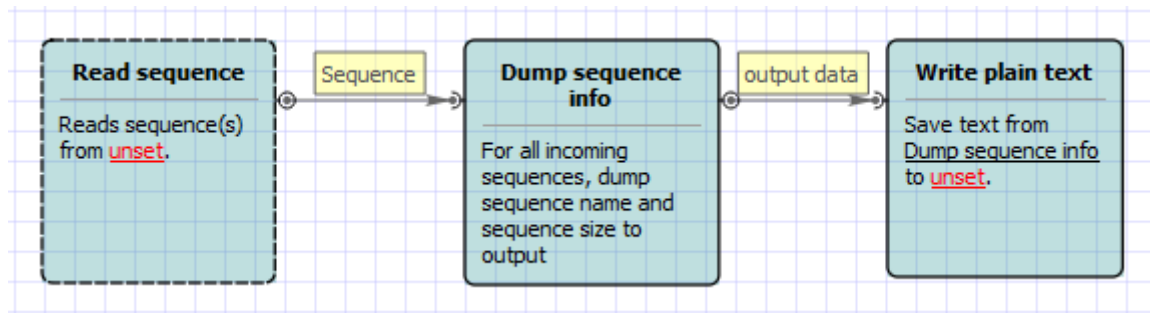 Read sequence
Reads sequence(s)
from unset.
Sequence
Dump sequence
info
For all incoming
sequences, dump
sequence name and
sequence size to
output
output data
Write plain text
Save text from
Dump sequence info
to unset.